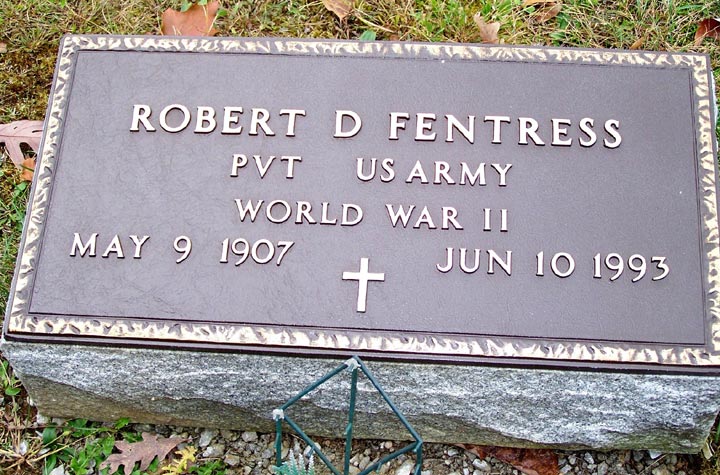 ROBERT D FENTRESS
PVT US ARMY
WORLD WAR II
MAY 9 1907 JUN 10 1993